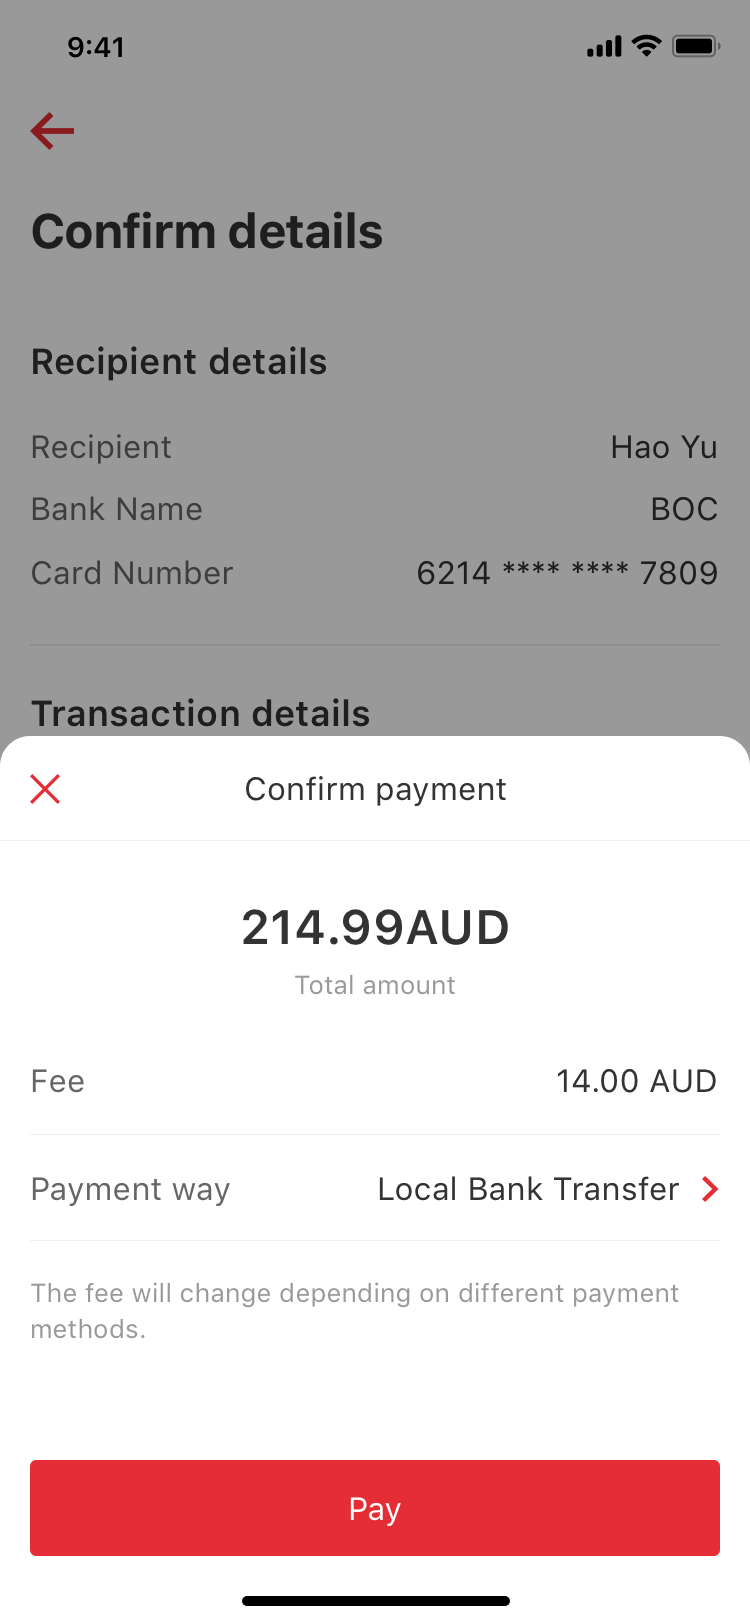 9:41
Confirm details
Recipient details
Recipient Hao Yu
Bank Name BOC
Card Number 6214 **** **** 7809
Transaction details
Confirm payment
214.99AUD
Total amount
Fee 14.00 AUD
Payment way Local Bank Transfer
The fee will change depending on different payment
methods.
Pay